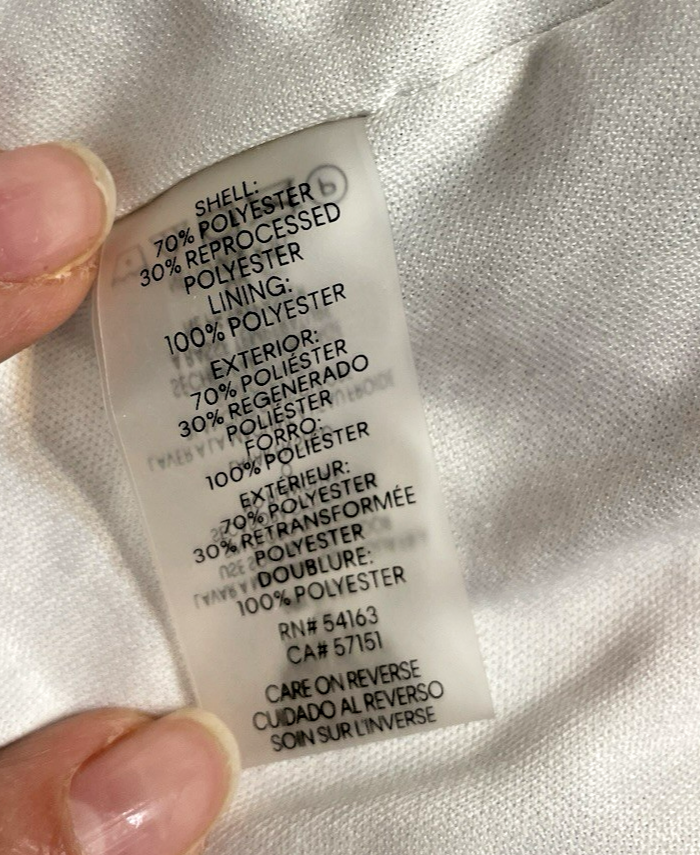 SHELL:
70% POLYESTER
30% REPROCESSED
POLYESTER
LINING:
100% POLYESTER
EXTERIOR:
70% POLIÉSTER
30% REGENERADO
POLIÉSTER
FORRO:
100% POLIÉSTER
EXTÉRIEUR:
70% POLYESTER
30% RETRANSFORMÉE
POLYESTER
DOUBLURE:
100% POLYESTER
RN# 54163
CA# 57151
CARE ON REVERSE
CUIDADO AL REVERSO
SOIN SUR L'INVERSE